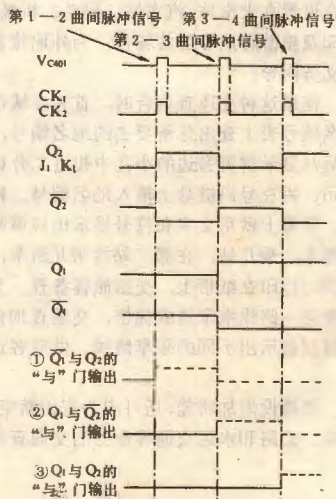 第1－2曲间脉冲信号 第3－4曲间脉冲信号
第2－3曲间脉冲信号
V_C401
CK₁
CK₂
Q₂
J₁ K₁
Q̅₂
Q₁
Q̅₁
① Q̅₁与Q₂的
“与”门输出
② Q₁与Q̅₂的
“与”门输出
③ Q₁与Q₂的
“与”门输出